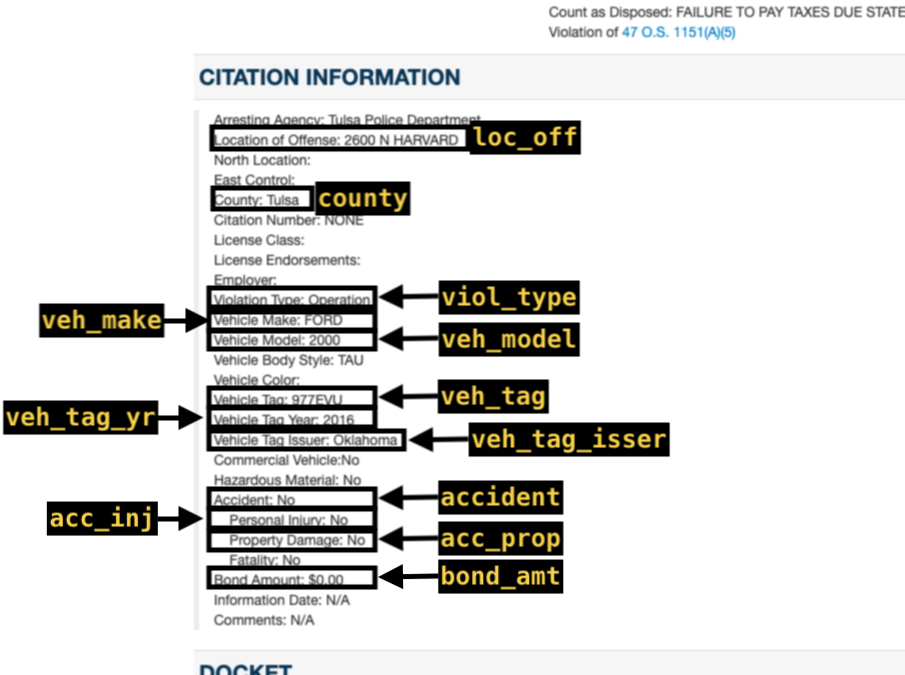 Count as Disposed: FAILURE TO PAY TAXES DUE STATE
Violation of 47 O.S. 1151(A)(5)
CITATION INFORMATION
Arresting Agency: Tulsa Police Department
Location of Offense: 2600 N HARVARD loc_off
North Location:
East Control:
County: Tulsa county
Citation Number: NONE
License Class:
License Endorsements:
Employer:
Violation Type: Operation viol_type
veh_make Vehicle Make: FORD
Vehicle Model: 2000 veh_model
Vehicle Body Style: TAU
Vehicle Color:
Vehicle Tag: 977EVU veh_tag
veh_tag_yr Vehicle Tag Year: 2016
Vehicle Tag Issuer: Oklahoma veh_tag_isser
Commercial Vehicle:No
Hazardous Material: No
Accident: No accident
acc_inj Personal Injury: No
Property Damage: No acc_prop
Fatality: No
Bond Amount: $0.00 bond_amt
Information Date: N/A
Comments: N/A
DOCKET